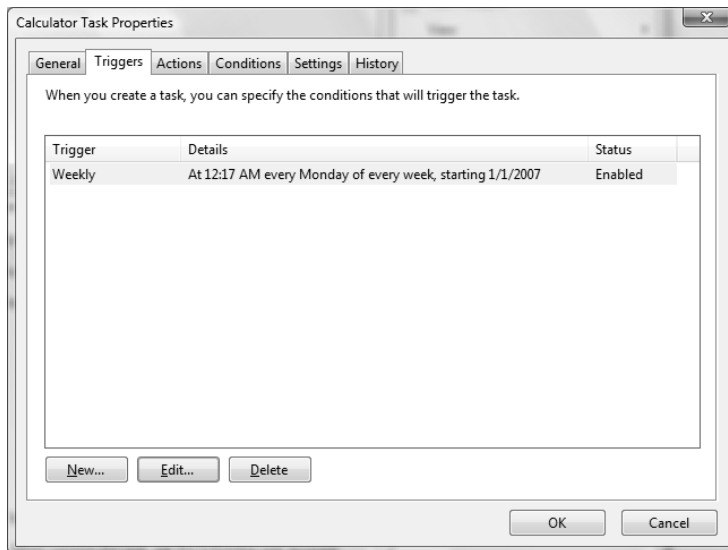 Calculator Task Properties
General Triggers Actions Conditions Settings History
When you create a task, you can specify the conditions that will trigger the task.
Trigger Details Status
Weekly At 12:17 AM every Monday of every week, starting 1/1/2007 Enabled
New... Edit... Delete
OK Cancel